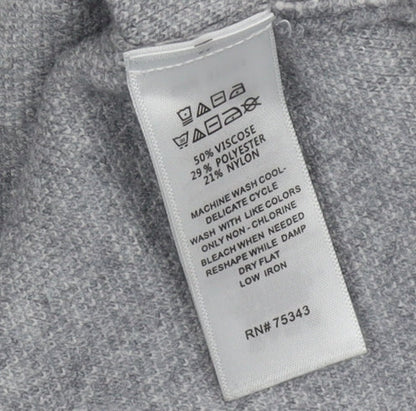 50% VISCOSE
29% POLYESTER
21% NYLON
MACHINE WASH COOL-
DELICATE CYCLE
WASH WITH LIKE COLORS
ONLY NON-CHLORINE
BLEACH WHEN NEEDED
RESHAPE WHILE DAMP
DRY FLAT
LOW IRON
RN# 75343